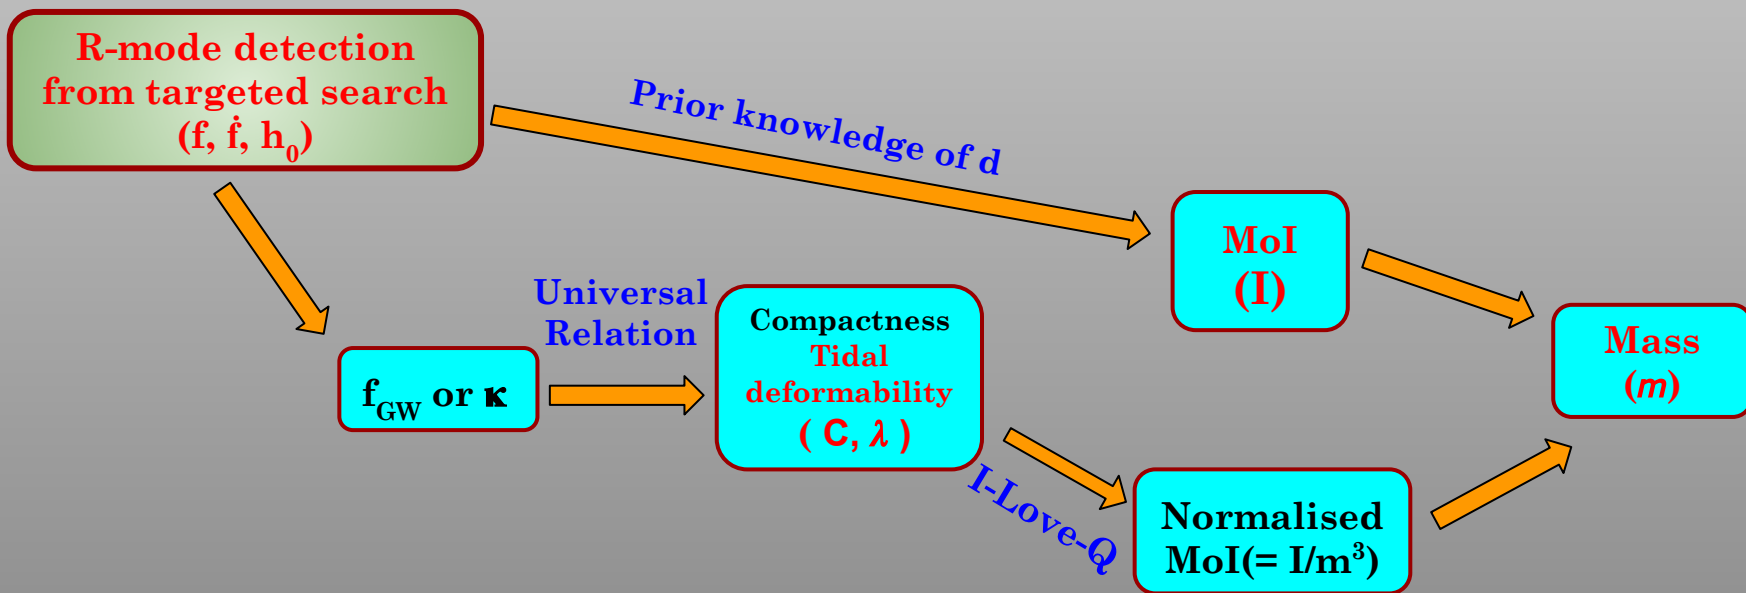 R-mode detection
from targeted search
(f, ḟ, h₀)
Prior knowledge of d
MoI
(I)
Universal
Relation
f_GW or κ
Compactness
Tidal
deformability
( C, λ )
I-Love-Q
Normalised
MoI(= I/m³)
Mass
(m)